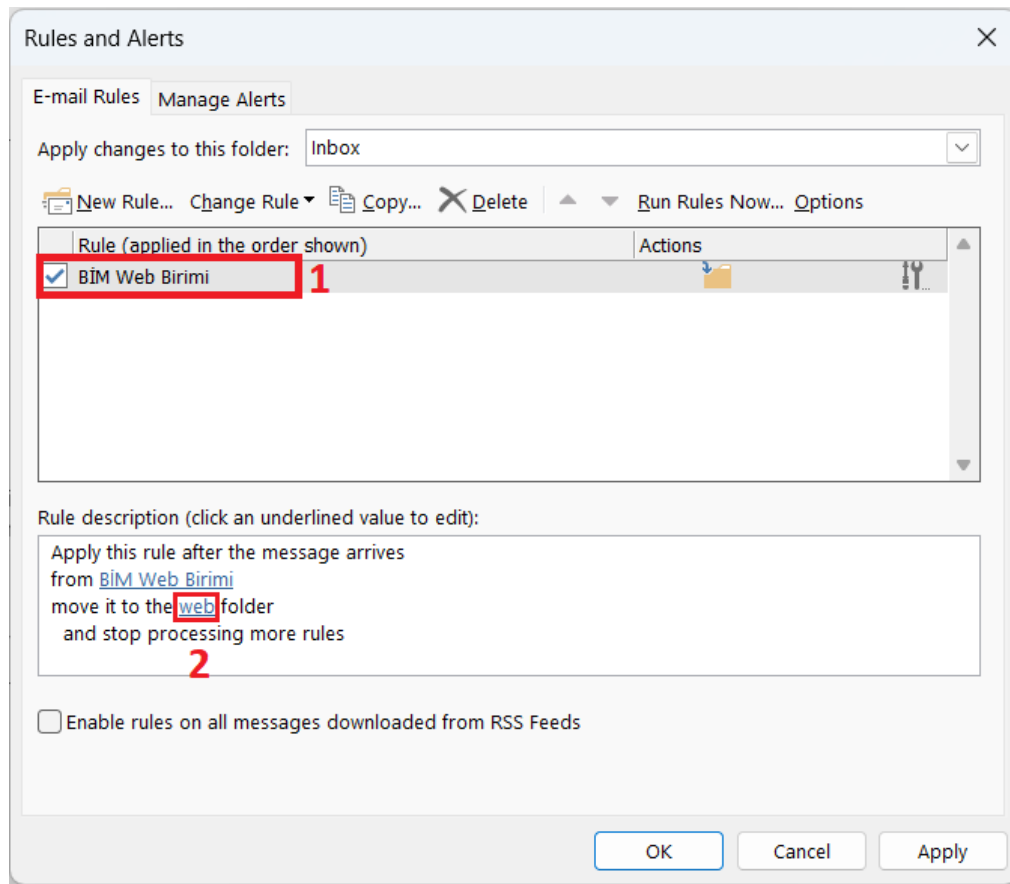 Rules and Alerts
E-mail Rules Manage Alerts
Apply changes to this folder: Inbox
New Rule... Change Rule Copy... Delete Run Rules Now... Options
Rule (applied in the order shown) Actions
BİM Web Birimi 1
Rule description (click an underlined value to edit):
Apply this rule after the message arrives
from BİM Web Birimi
move it to the web folder
and stop processing more rules
2
Enable rules on all messages downloaded from RSS Feeds
OK Cancel Apply